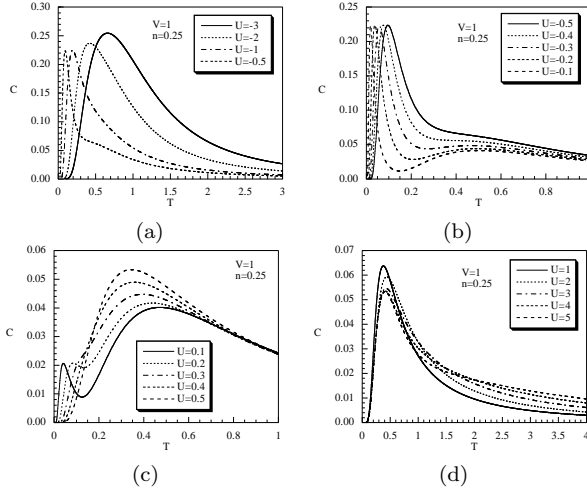 V=1
n=0.25
U=-3
U=-2
U=-1
U=-0.5
C
0.30
0.25
0.20
0.15
0.10
0.05
0.00
0 0.5 1 1.5 2 2.5 3
T
(a)
V=1
n=0.25
U=-0.5
U=-0.4
U=-0.3
U=-0.2
U=-0.1
C
0.25
0.20
0.15
0.10
0.05
0.00
0 0.2 0.4 0.6 0.8
T
(b)
V=1
n=0.25
U=0.1
U=0.2
U=0.3
U=0.4
U=0.5
C
0.06
0.05
0.04
0.03
0.02
0.01
0.00
0 0.2 0.4 0.6 0.8 1
T
(c)
V=1
n=0.25
U=1
U=2
U=3
U=4
U=5
C
0.07
0.06
0.05
0.04
0.03
0.02
0.01
0.00
0 0.5 1 1.5 2 2.5 3 3.5 4
T
(d)